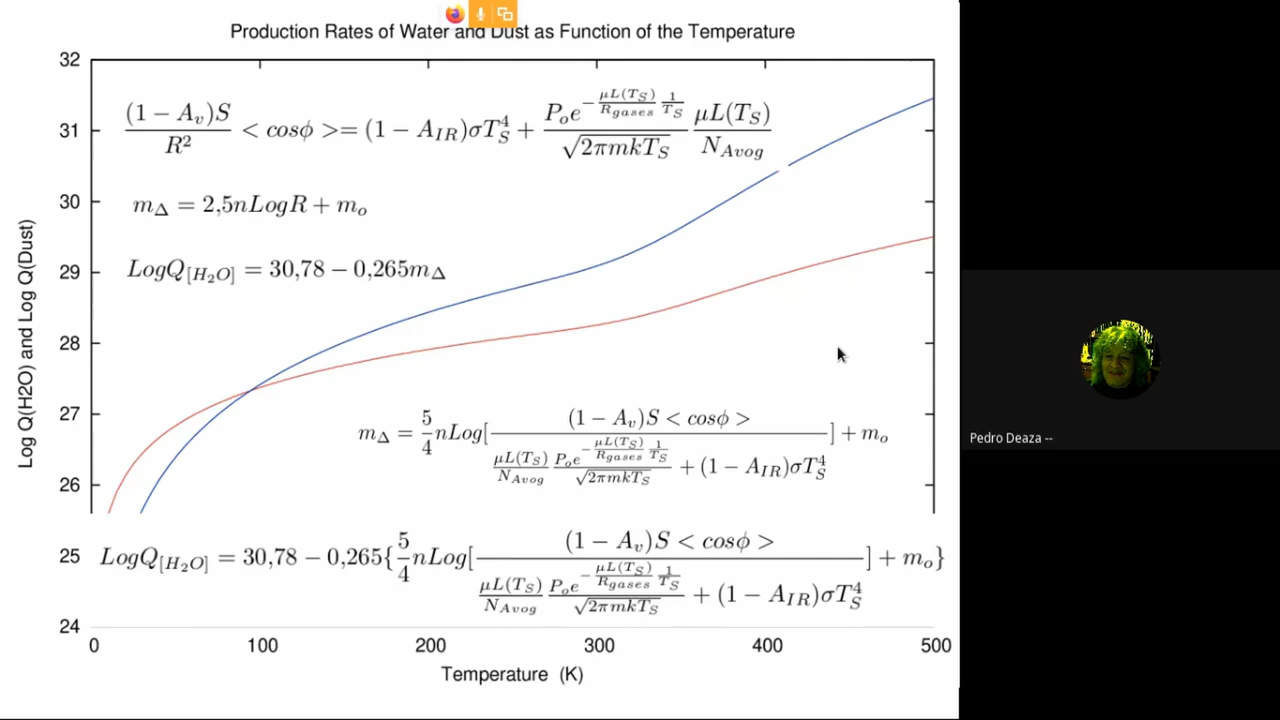 Production Rates of Water and Dust as Function of the Temperature
32
(1 − A_v)S / R² < cosϕ >= (1 − A_IR)σT_S⁴ + P_o e^(−(μL(T_S)/R_gases)(1/T_S)) / √(2πmkT_S) μL(T_S)/N_Avog
31
30
m_Δ = 2,5nLogR + m_o
29
LogQ_[H₂O] = 30,78 − 0,265m_Δ
28
27
m_Δ = 5/4 nLog[(1 − A_v)S < cosϕ > / (μL(T_S)/N_Avog P_o e^(−(μL(T_S)/R_gases)(1/T_S)) / √(2πmkT_S) + (1 − A_IR)σT_S⁴)] + m_o
26
25
LogQ_[H₂O] = 30,78 − 0,265{5/4 nLog[(1 − A_v)S < cosϕ > / (μL(T_S)/N_Avog P_o e^(−(μL(T_S)/R_gases)(1/T_S)) / √(2πmkT_S) + (1 − A_IR)σT_S⁴)] + m_o}
24
Log Q(H2O) and Log Q(Dust)
0 100 200 300 400 500
Temperature (K)
Pedro Deaza --